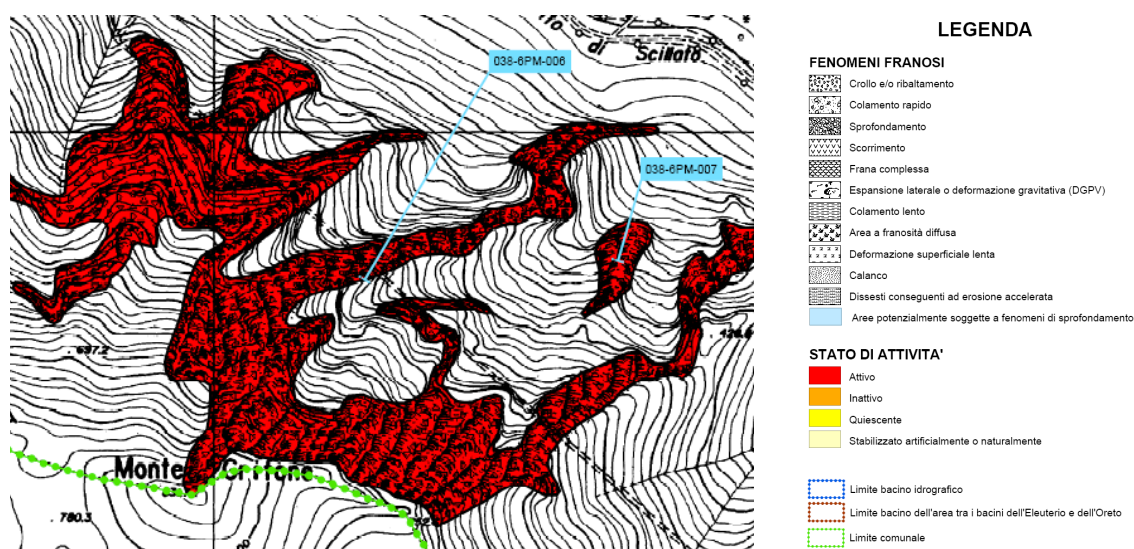 di
Scillato
038-6PM-006
038-6PM-007
. 697.2
Monte
. 780.3
LEGENDA
FENOMENI FRANOSI
Crollo e/o ribaltamento
Colamento rapido
Sprofondamento
Scorrimento
Frana complessa
Espansione laterale o deformazione gravitativa (DGPV)
Colamento lento
Area a franosità diffusa
Deformazione superficiale lenta
Calanco
Dissesti conseguenti ad erosione accelerata
Aree potenzialmente soggette a fenomeni di sprofondamento
STATO DI ATTIVITA'
Attivo
Inattivo
Quiescente
Stabilizzato artificialmente o naturalmente
Limite bacino idrografico
Limite bacino dell'area tra i bacini dell'Eleuterio e dell'Oreto
Limite comunale